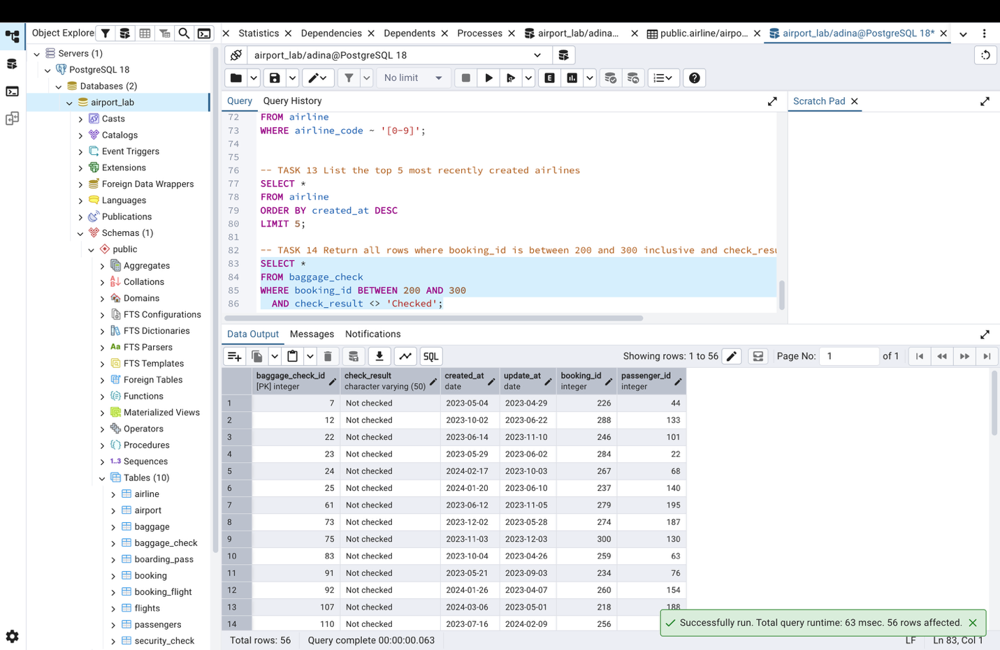 Object Explore
Statistics
Dependencies
Dependents
Processes
airport_lab/adina...
public.airline/airpo...
airport_lab/adina@PostgreSQL 18*
Servers (1)
PostgreSQL 18
Databases (2)
airport_lab
Casts
Catalogs
Event Triggers
Extensions
Foreign Data Wrappers
Languages
Publications
Schemas (1)
public
Aggregates
Collations
Domains
FTS Configurations
FTS Dictionaries
Aa FTS Parsers
FTS Templates
Foreign Tables
Functions
Materialized Views
Operators
Procedures
1..3 Sequences
Tables (10)
airline
airport
baggage
baggage_check
boarding_pass
booking
booking_flight
flights
passengers
security_check
airport_lab/adina@PostgreSQL 18
No limit
E
Query
Query History
Scratch Pad
72 FROM airline
73 WHERE airline_code ~ '[0-9]';
74
75
76 -- TASK 13 List the top 5 most recently created airlines
77 SELECT *
78 FROM airline
79 ORDER BY created_at DESC
80 LIMIT 5;
81
82 -- TASK 14 Return all rows where booking_id is between 200 and 300 inclusive and check_resu
83 SELECT *
84 FROM baggage_check
85 WHERE booking_id BETWEEN 200 AND 300
86 AND check_result <> 'Checked';
Data Output
Messages
Notifications
SQL
Showing rows: 1 to 56
Page No: 1 of 1
baggage_check_id [PK] integer
check_result character varying (50)
created_at date
update_at date
booking_id integer
passenger_id integer
1 7 Not checked 2023-05-04 2023-04-29 226 44
2 12 Not checked 2023-10-02 2023-06-22 288 133
3 22 Not checked 2023-06-14 2023-11-10 246 101
4 23 Not checked 2023-05-29 2023-06-02 284 22
5 24 Not checked 2024-02-17 2023-10-03 267 68
6 25 Not checked 2024-01-20 2023-06-10 237 140
7 61 Not checked 2023-06-12 2023-11-05 279 195
8 73 Not checked 2023-12-02 2023-05-28 274 187
9 75 Not checked 2023-11-03 2023-12-03 300 130
10 83 Not checked 2023-10-04 2023-04-26 259 63
11 91 Not checked 2023-05-21 2023-09-03 234 76
12 92 Not checked 2024-01-26 2023-04-07 260 154
13 107 Not checked 2024-03-06 2023-05-01 218 188
14 110 Not checked 2023-07-16 2024-02-09 256
Successfully run. Total query runtime: 63 msec. 56 rows affected.
Total rows: 56
Query complete 00:00:00.063
LF
Ln 83, Col 1